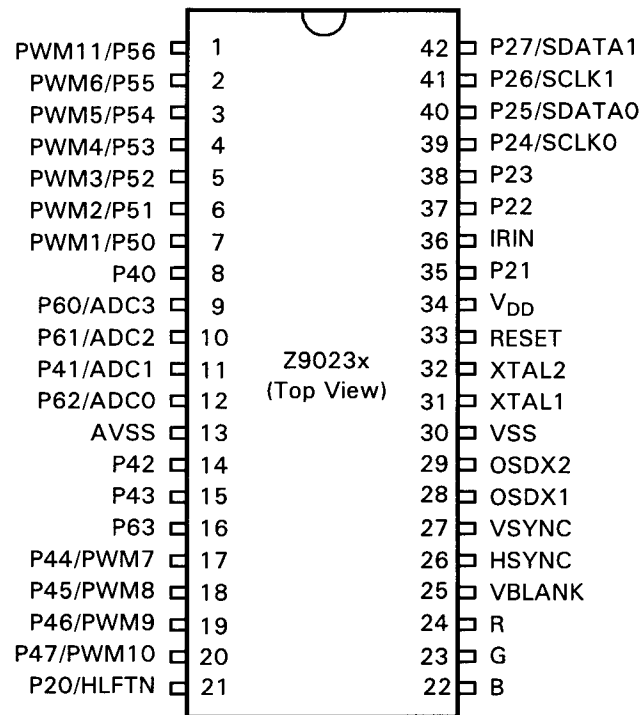 PWM11/P56 1 42 P27/SDATA1
PWM6/P55 2 41 P26/SCLK1
PWM5/P54 3 40 P25/SDATA0
PWM4/P53 4 39 P24/SCLK0
PWM3/P52 5 38 P23
PWM2/P51 6 37 P22
PWM1/P50 7 36 IRIN
P40 8 35 P21
P60/ADC3 9 34 VDD
P61/ADC2 10 33 RESET
P41/ADC1 11 Z9023x 32 XTAL2
P62/ADC0 12 (Top View) 31 XTAL1
AVSS 13 30 VSS
P42 14 29 OSDX2
P43 15 28 OSDX1
P63 16 27 VSYNC
P44/PWM7 17 26 HSYNC
P45/PWM8 18 25 VBLANK
P46/PWM9 19 24 R
P47/PWM10 20 23 G
P20/HLFTN 21 22 B